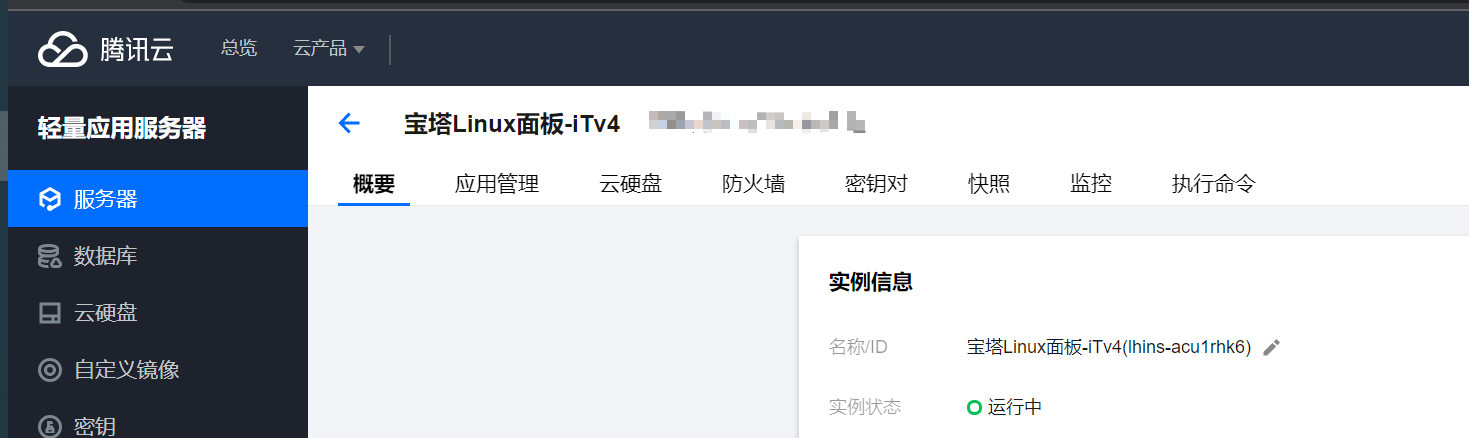 腾讯云 总览 云产品
轻量应用服务器
服务器
数据库
云硬盘
自定义镜像
密钥
宝塔Linux面板-iTv4
概要 应用管理 云硬盘 防火墙 密钥对 快照 监控 执行命令
实例信息
名称/ID 宝塔Linux面板-iTv4(lhins-acu1rhk6)
实例状态 运行中